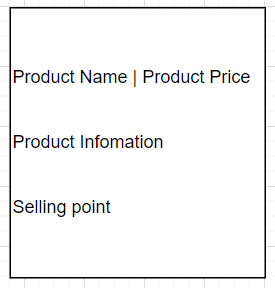 Product Name | Product Price
Product Infomation
Selling point